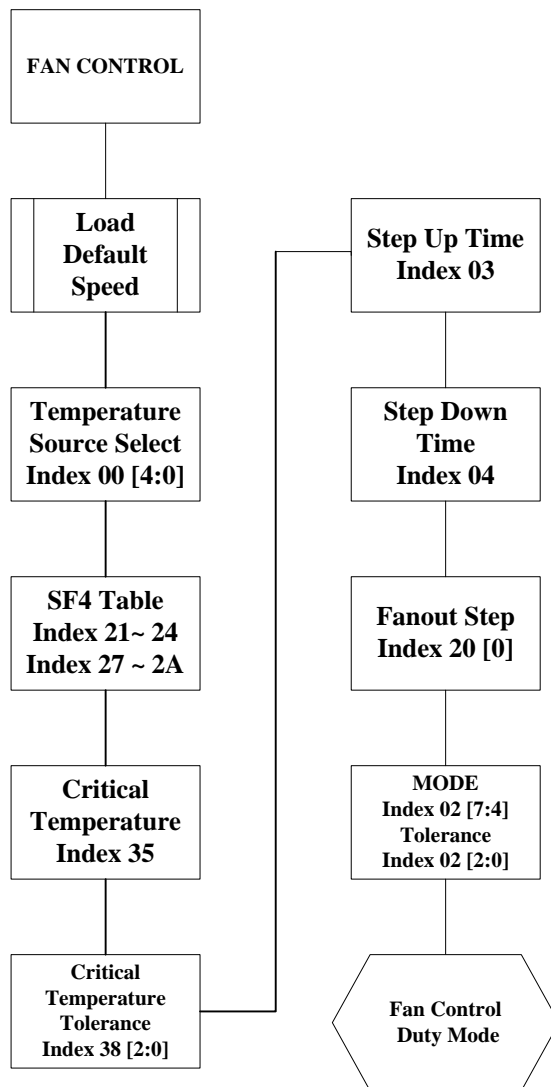 FAN CONTROL
Load
Default
Speed
Temperature
Source Select
Index 00 [4:0]
SF4 Table
Index 21~ 24
Index 27 ~ 2A
Critical
Temperature
Index 35
Critical
Temperature
Tolerance
Index 38 [2:0]
Step Up Time
Index 03
Step Down
Time
Index 04
Fanout Step
Index 20 [0]
MODE
Index 02 [7:4]
Tolerance
Index 02 [2:0]
Fan Control
Duty Mode